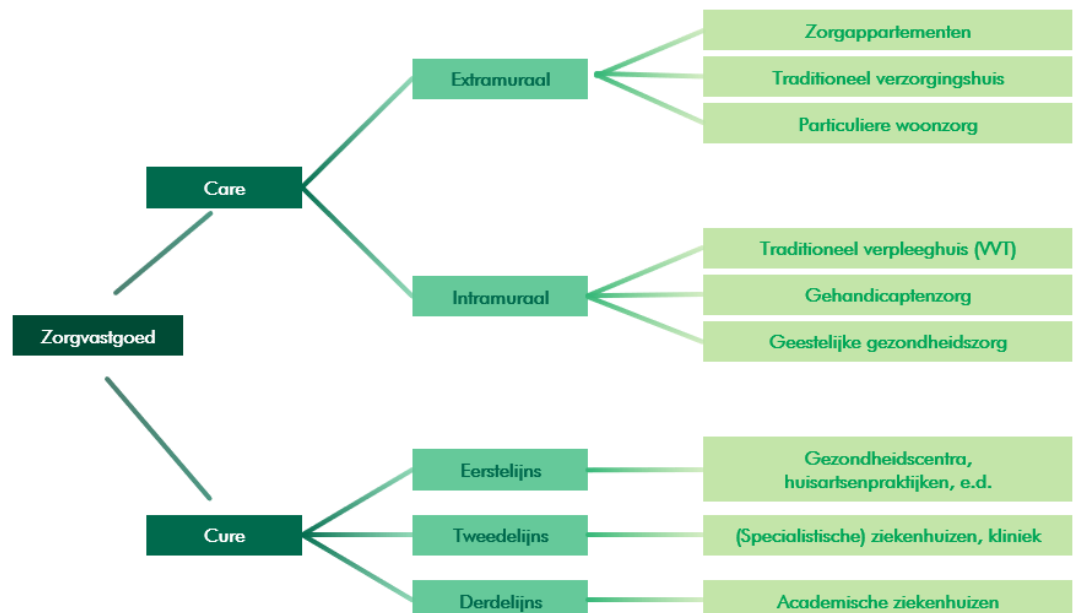 Zorgappartementen
Extramuraal
Traditioneel verzorgingshuis
Particuliere woonzorg
Care
Traditioneel verpleeghuis (VVT)
Intramuraal
Gehandicaptenzorg
Zorgvastgoed
Geestelijke gezondheidszorg
Eerstelijns
Gezondheidscentra,
huisartsenpraktijken, e.d.
Cure
Tweedelijns
(Specialistische) ziekenhuizen, kliniek
Derdelijns
Academische ziekenhuizen